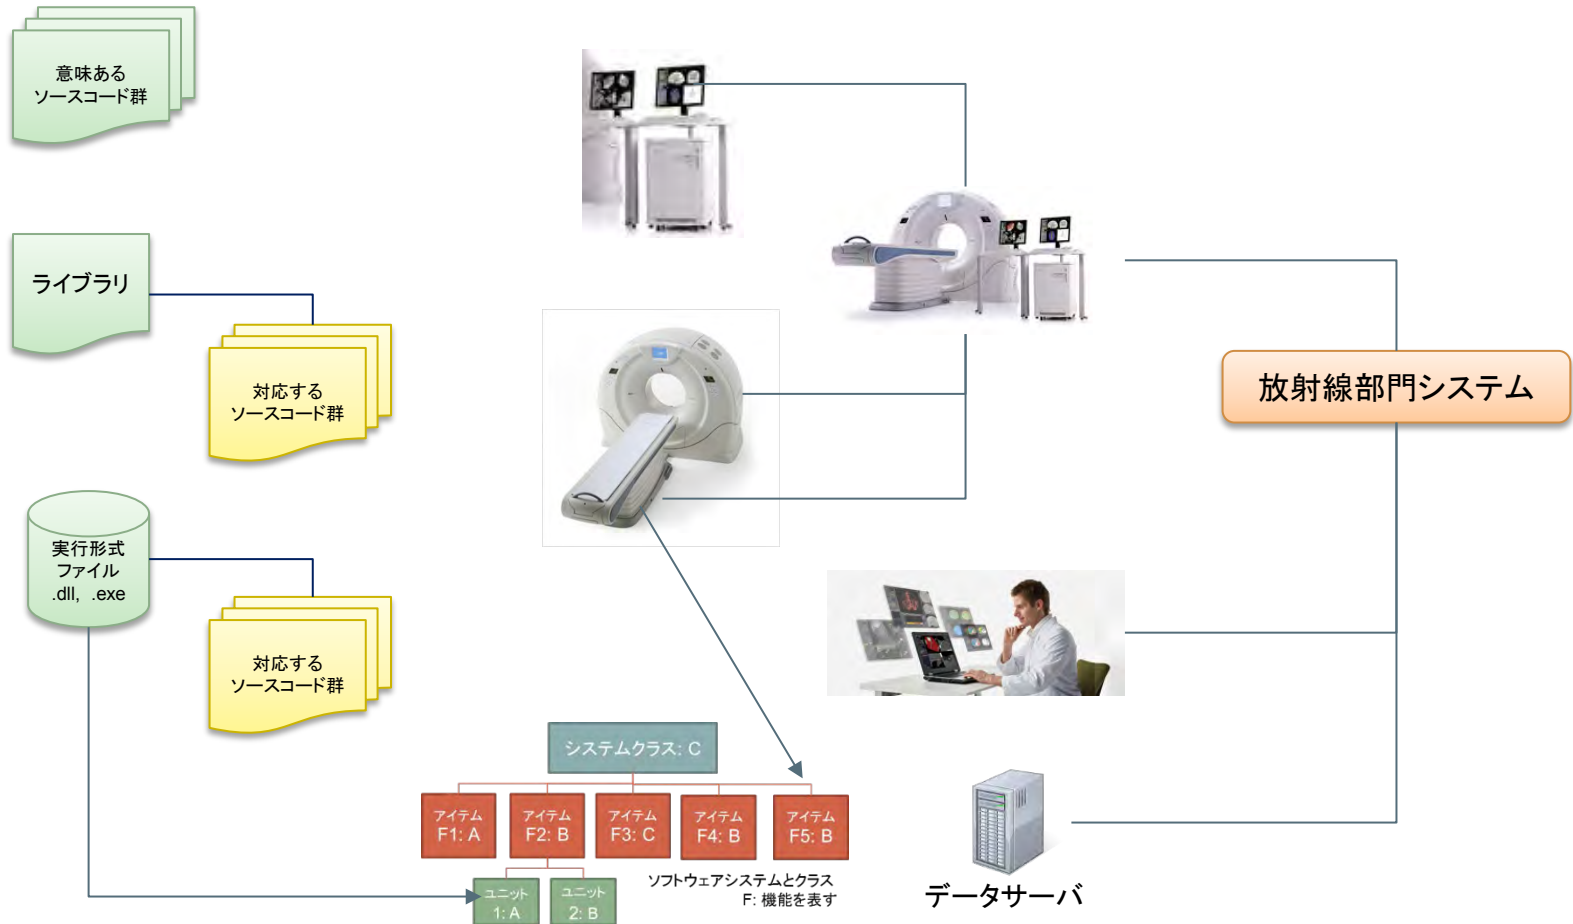 意味ある
ソースコード群
ライブラリ
対応する
ソースコード群
実行形式
ファイル
.dll, .exe
対応する
ソースコード群
放射線部門システム
システムクラス: C
アイテム
F1: A
アイテム
F2: B
アイテム
F3: C
アイテム
F4: B
アイテム
F5: B
ユニット
1: A
ユニット
2: B
ソフトウェアシステムとクラス
F: 機能を表す
データサーバ